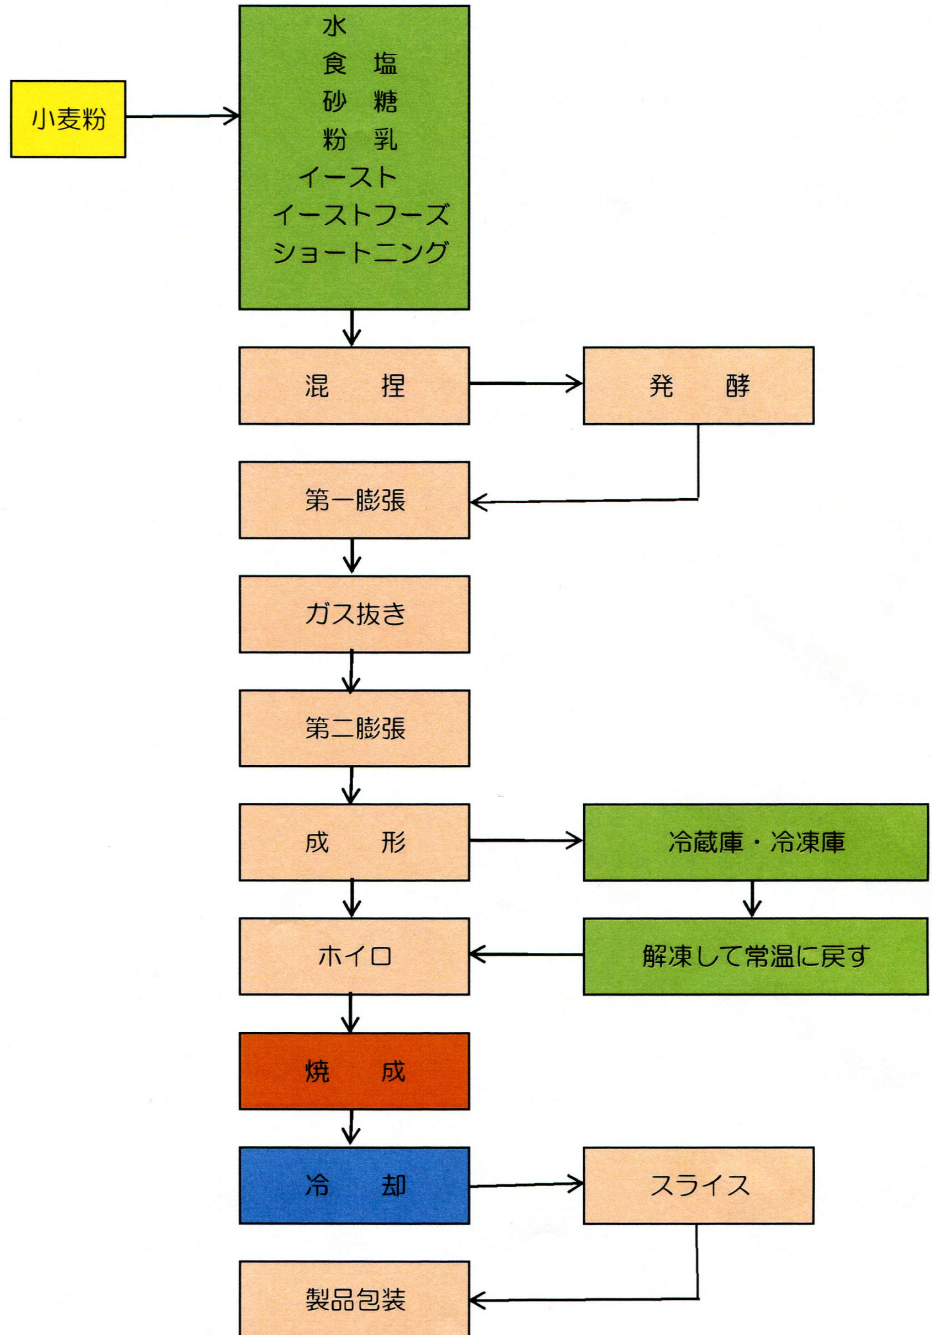 小麦粉
水
食　塩
砂　糖
粉　乳
イースト
イーストフーズ
ショートニング
混　　捏
発　　酵
第一膨張
ガス抜き
第二膨張
成　　形
冷蔵庫・冷凍庫
ホイロ
解凍して常温に戻す
焼　　成
冷　　却
スライス
製品包装